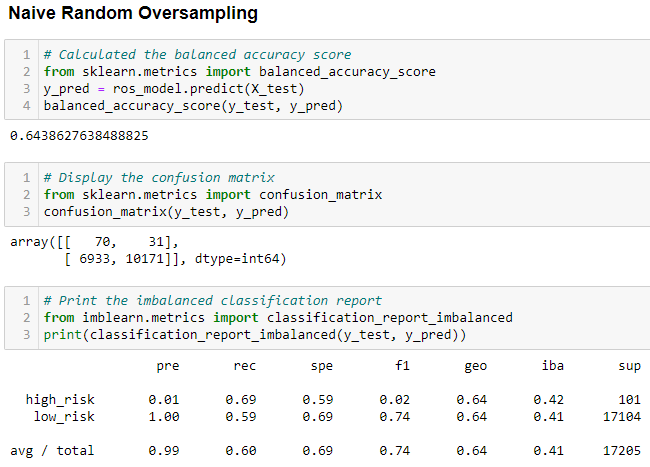 Naive Random Oversampling
1 # Calculated the balanced accuracy score
2 from sklearn.metrics import balanced_accuracy_score
3 y_pred = ros_model.predict(X_test)
4 balanced_accuracy_score(y_test, y_pred)
0.6438627638488825
1 # Display the confusion matrix
2 from sklearn.metrics import confusion_matrix
3 confusion_matrix(y_test, y_pred)
array([[   70,    31],
       [ 6933, 10171]], dtype=int64)
1 # Print the imbalanced classification report
2 from imblearn.metrics import classification_report_imbalanced
3 print(classification_report_imbalanced(y_test, y_pred))
pre rec spe f1 geo iba sup
high_risk 0.01 0.69 0.59 0.02 0.64 0.42 101
low_risk 1.00 0.59 0.69 0.74 0.64 0.41 17104
avg / total 0.99 0.60 0.69 0.74 0.64 0.41 17205